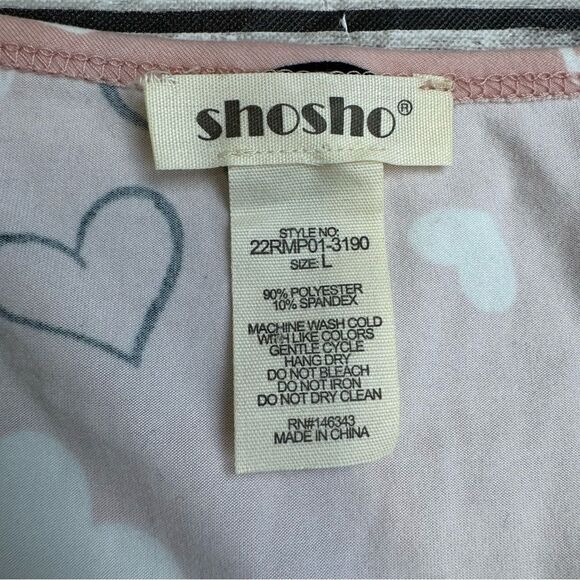 shosho®
STYLE NO:
22RMP01-3190
SIZE: L
90% POLYESTER
10% SPANDEX
MACHINE WASH COLD
WITH LIKE COLORS
GENTLE CYCLE
HANG DRY
DO NOT BLEACH
DO NOT IRON
DO NOT DRY CLEAN
RN#146343
MADE IN CHINA